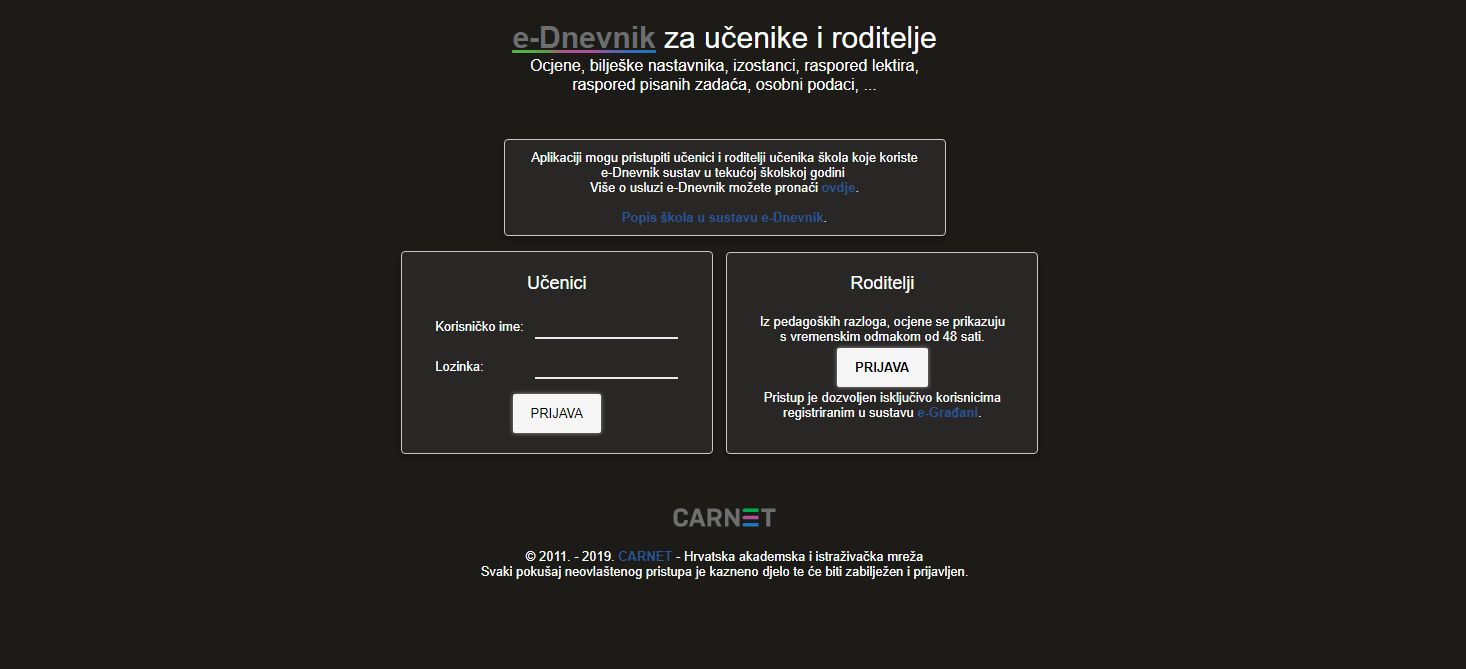 e-Dnevnik za učenike i roditelje
Ocjene, bilješke nastavnika, izostanci, raspored lektira,
raspored pisanih zadaća, osobni podaci, ...
Aplikaciji mogu pristupiti učenici i roditelji učenika škola koje koriste
e-Dnevnik sustav u tekućoj školskoj godini
Više o usluzi e-Dnevnik možete pronaći ovdje.
Popis škola u sustavu e-Dnevnik.
Učenici
Korisničko ime:
Lozinka:
PRIJAVA
Roditelji
Iz pedagoških razloga, ocjene se prikazuju
s vremenskim odmakom od 48 sati.
PRIJAVA
Pristup je dozvoljen isključivo korisnicima
registriranim u sustavu e-Građani.
CARNET
© 2011. - 2019. CARNET - Hrvatska akademska i istraživačka mreža
Svaki pokušaj neovlaštenog pristupa je kazneno djelo te će biti zabilježen i prijavljen.